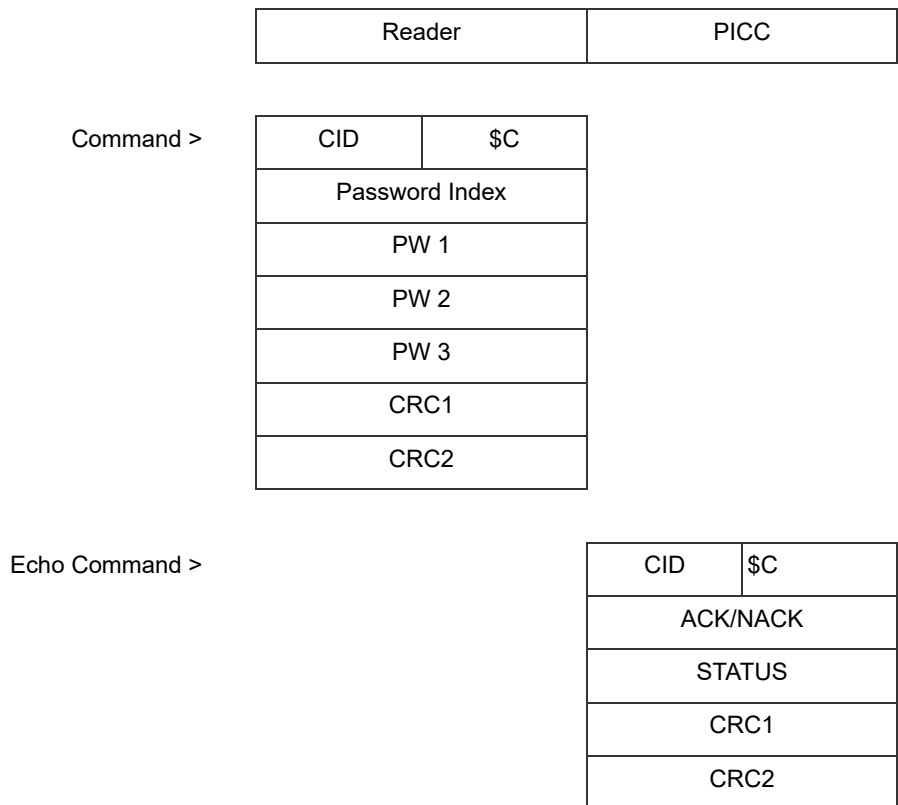 Reader PICC
Command > CID $C
Password Index
PW 1
PW 2
PW 3
CRC1
CRC2
Echo Command > CID $C
ACK/NACK
STATUS
CRC1
CRC2